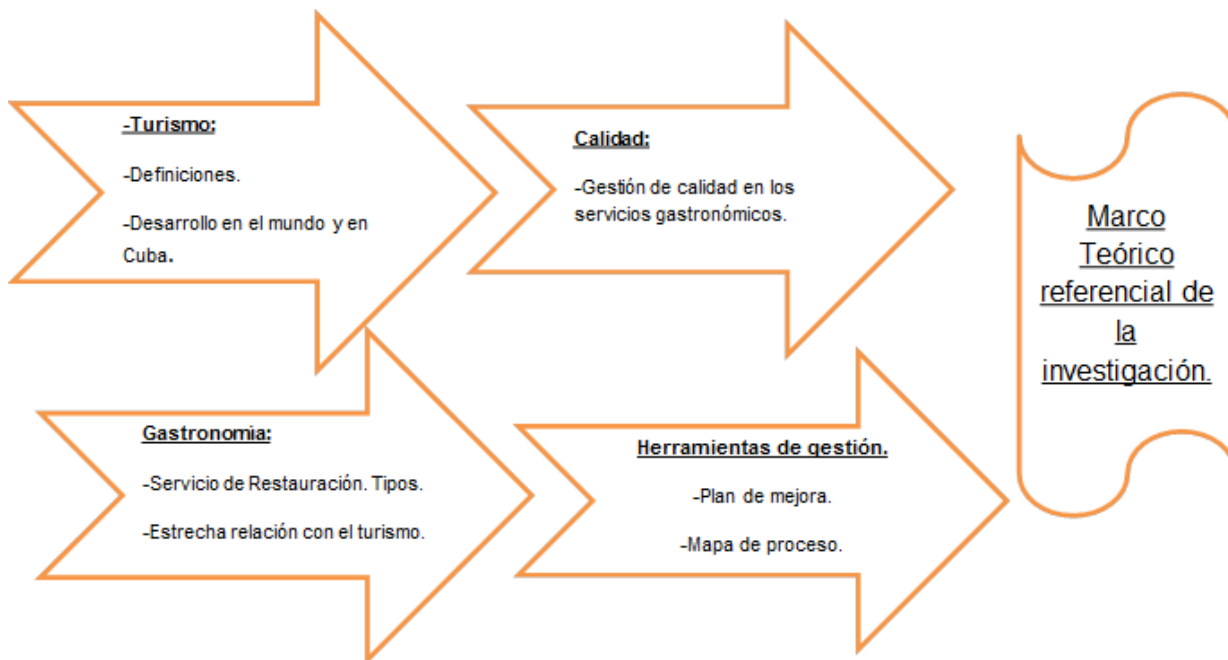 -Turismo:
-Definiciones.
-Desarrollo en el mundo y en
Cuba.
Calidad:
-Gestión de calidad en los
servicios gastronómicos.
Gastronomia:
-Servicio de Restauración. Tipos.
-Estrecha relación con el turismo.
Herramientas de gestión.
-Plan de mejora.
-Mapa de proceso.
Marco
Teórico
referencial de
la
investigación.